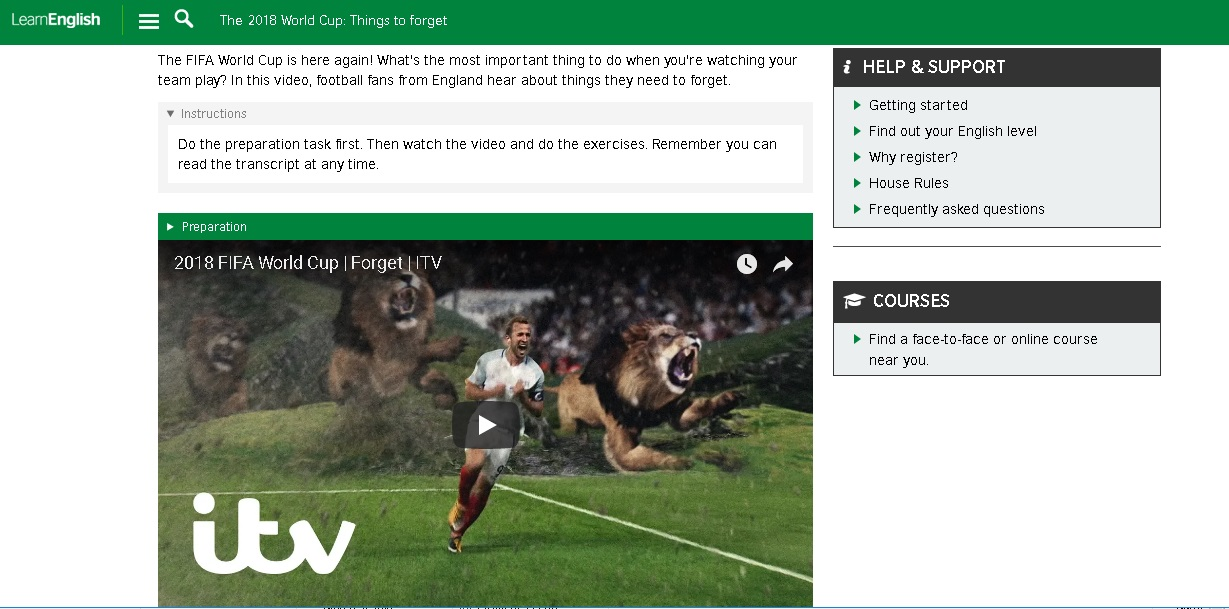 LearnEnglish
The 2018 World Cup: Things to forget
The FIFA World Cup is here again! What's the most important thing to do when you're watching your
team play? In this video, football fans from England hear about things they need to forget.
Instructions
Do the preparation task first. Then watch the video and do the exercises. Remember you can
read the transcript at any time.
Preparation
2018 FIFA World Cup | Forget | ITV
itv
HELP & SUPPORT
Getting started
Find out your English level
Why register?
House Rules
Frequently asked questions
COURSES
Find a face-to-face or online course
near you.